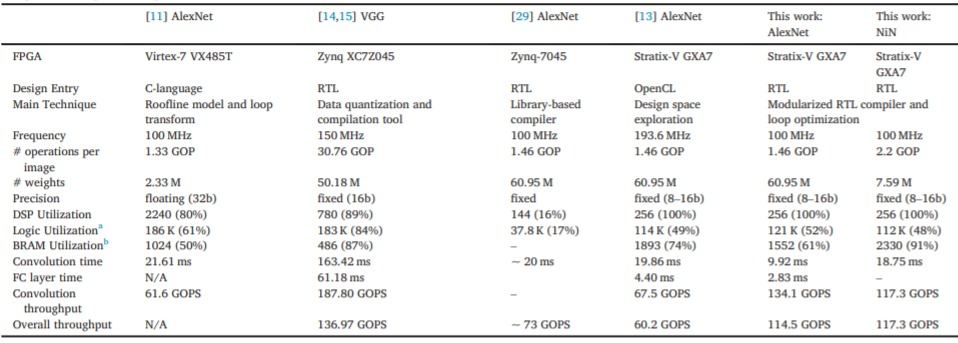 [11] AlexNet [14,15] VGG [29] AlexNet [13] AlexNet This work: AlexNet This work: NiN
FPGA Virtex-7 VX485T Zynq XC7Z045 Zynq-7045 Stratix-V GXA7 Stratix-V GXA7 Stratix-V GXA7
Design Entry C-language RTL RTL OpenCL RTL RTL
Main Technique Roofline model and loop transform Data quantization and compilation tool Library-based compiler Design space exploration Modularized RTL compiler and loop optimization
Frequency 100 MHz 150 MHz 100 MHz 193.6 MHz 100 MHz 100 MHz
# operations per image 1.33 GOP 30.76 GOP 1.46 GOP 1.46 GOP 1.46 GOP 2.2 GOP
# weights 2.33 M 50.18 M 60.95 M 60.95 M 60.95 M 7.59 M
Precision floating (32b) fixed (16b) fixed fixed (8–16b) fixed (8–16b) fixed (8–16b)
DSP Utilization 2240 (80%) 780 (89%) 144 (16%) 256 (100%) 256 (100%) 256 (100%)
Logic Utilization^a 186 K (61%) 183 K (84%) 37.8 K (17%) 114 K (49%) 121 K (52%) 112 K (48%)
BRAM Utilization^b 1024 (50%) 486 (87%) – 1893 (74%) 1552 (61%) 2330 (91%)
Convolution time 21.61 ms 163.42 ms ~ 20 ms 19.86 ms 9.92 ms 18.75 ms
FC layer time N/A 61.18 ms 4.40 ms 2.83 ms –
Convolution throughput 61.6 GOPS 187.80 GOPS – 67.5 GOPS 134.1 GOPS 117.3 GOPS
Overall throughput N/A 136.97 GOPS ~ 73 GOPS 60.2 GOPS 114.5 GOPS 117.3 GOPS